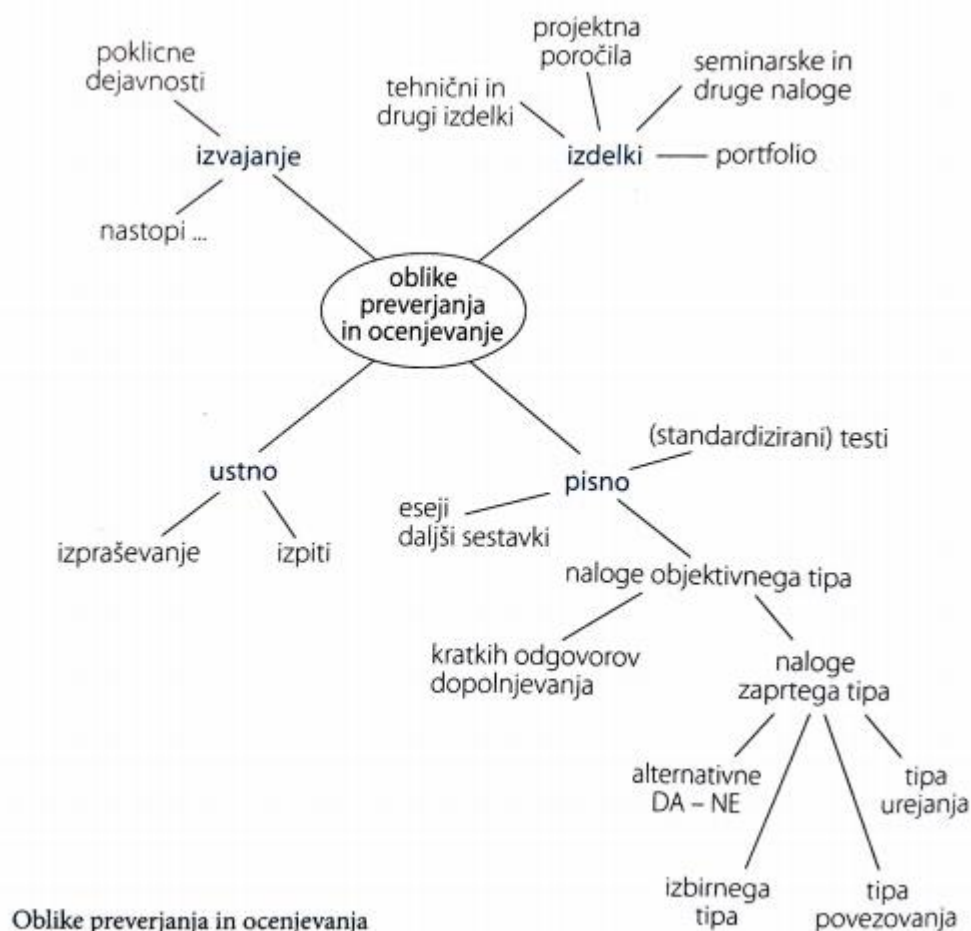 poklicne
dejavnosti
izvajanje
nastopi ...
projektna
poročila
tehnični in
drugi izdelki
seminarske in
druge naloge
izdelki
portfolio
oblike
preverjanja
in ocenjevanje
ustno
izpraševanje
izpiti
(standardizirani) testi
pisno
eseji
daljši sestavki
naloge objektivnega tipa
kratkih odgovorov
dopolnjevanja
naloge
zaprtega tipa
alternativne
DA – NE
tipa
urejanja
izbirnega
tipa
tipa
povezovanja
Oblike preverjanja in ocenjevanja